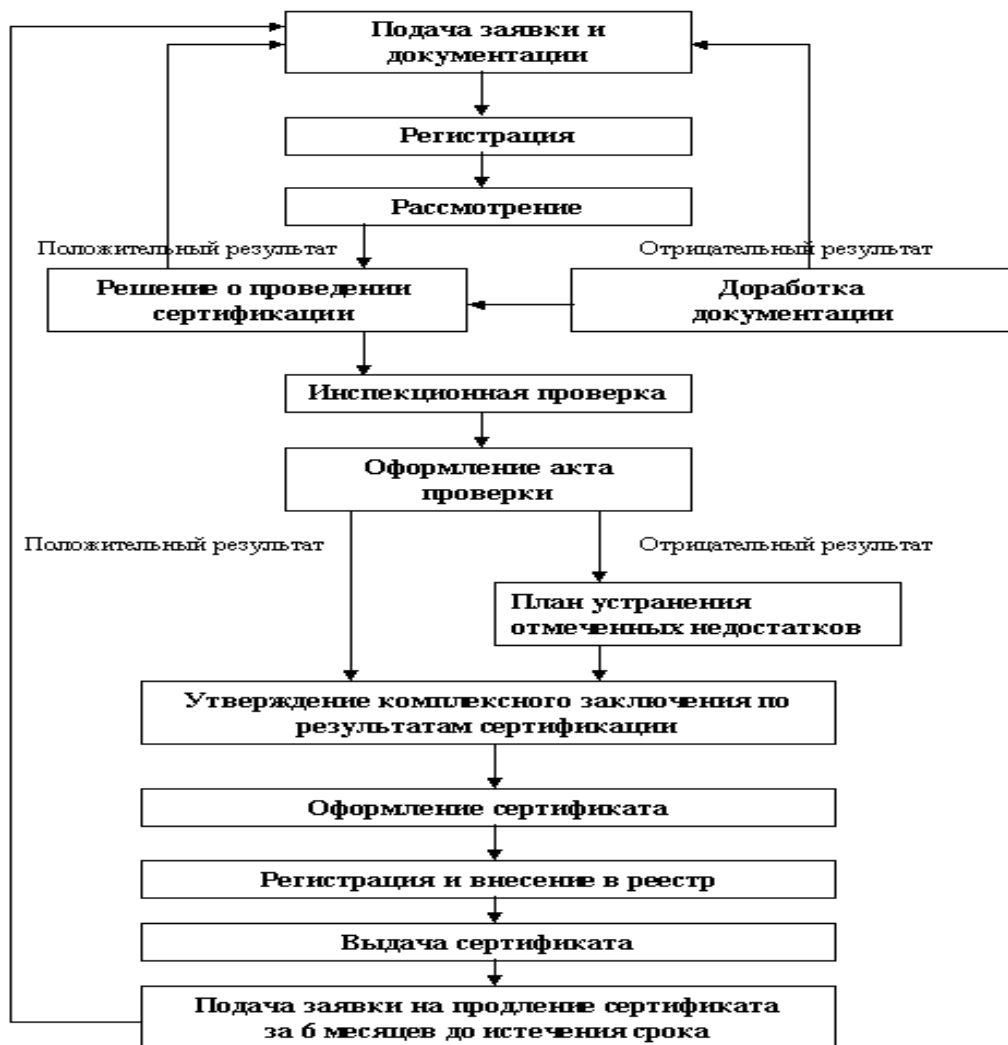 Подача заявки и
документации
Регистрация
Рассмотрение
Положительный результат
Отрицательный результат
Решение о проведении
сертификации
Доработка
документации
Инспекционная проверка
Оформление акта
проверки
Положительный результат
Отрицательный результат
План устранения
отмеченных недостатков
Утверждение комплексного заключения по
результатам сертификации
Оформление сертификата
Регистрация и внесение в реестр
Выдача сертификата
Подача заявки на продление сертификата
за 6 месяцев до истечения срока